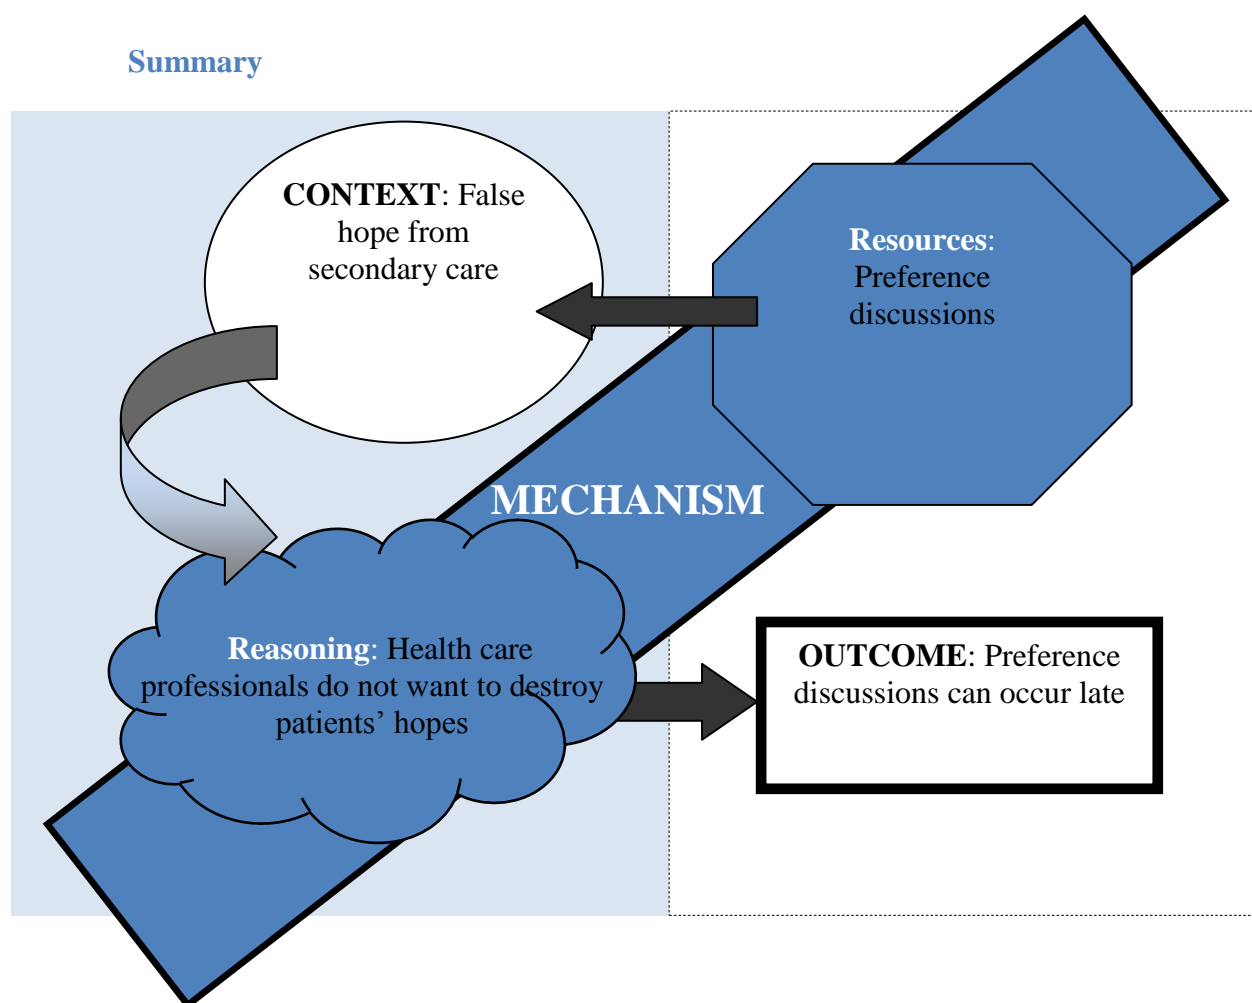 Summary
CONTEXT: False
hope from
secondary care
Resources:
Preference
discussions
MECHANISM
Reasoning: Health care
professionals do not want to destroy
patients’ hopes
OUTCOME: Preference
discussions can occur late